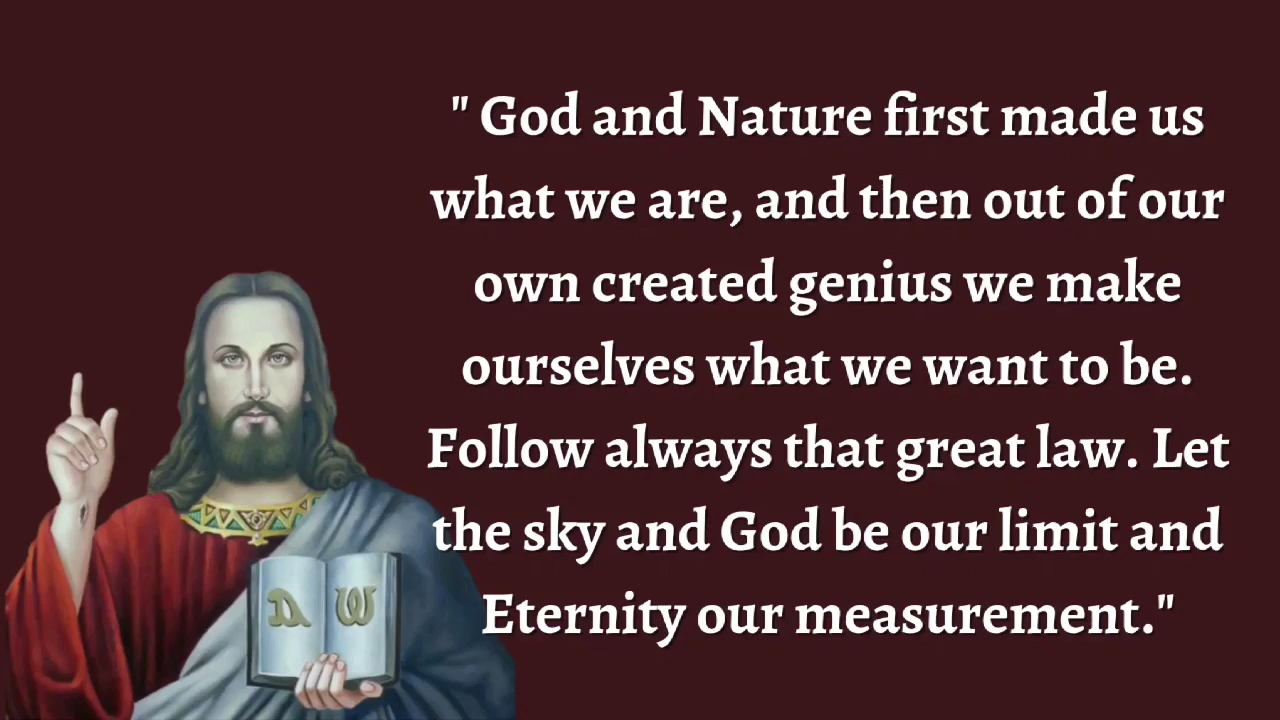 " God and Nature first made us
what we are, and then out of our
own created genius we make
ourselves what we want to be.
Follow always that great law. Let
the sky and God be our limit and
Eternity our measurement."